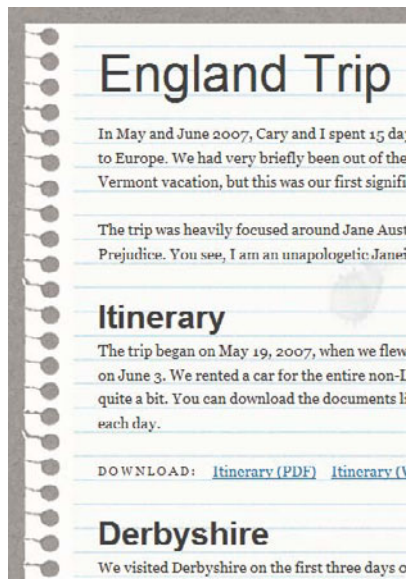 England Trip
In May and June 2007, Cary and I spent 15 day
to Europe. We had very briefly been out of the
Vermont vacation, but this was our first signifi
The trip was heavily focused around Jane Aust
Prejudice. You see, I am an unapologetic Janei
Itinerary
The trip began on May 19, 2007, when we flew
on June 3. We rented a car for the entire non-L
quite a bit. You can download the documents li
each day.
DOWNLOAD: Itinerary (PDF) Itinerary (W
Derbyshire
We visited Derbyshire on the first three days o